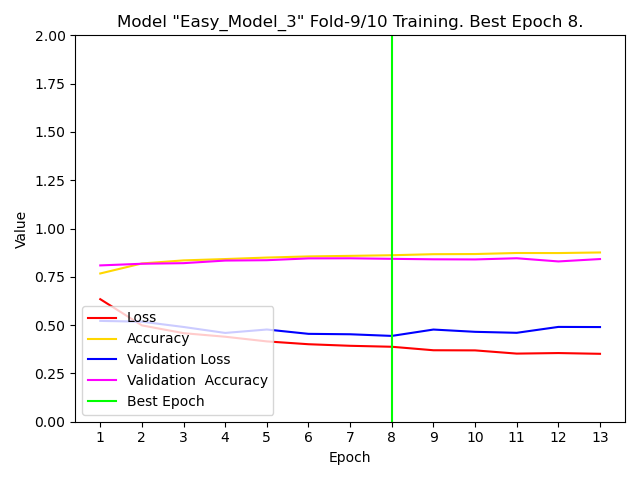 Model "Easy_Model_3" Fold-9/10 Training. Best Epoch 8.
2.00
1.75
1.50
1.25
1.00
0.75
0.50
0.25
0.00
Value
Loss
Accuracy
Validation Loss
Validation  Accuracy
Best Epoch
1 2 3 4 5 6 7 8 9 10 11 12 13
Epoch